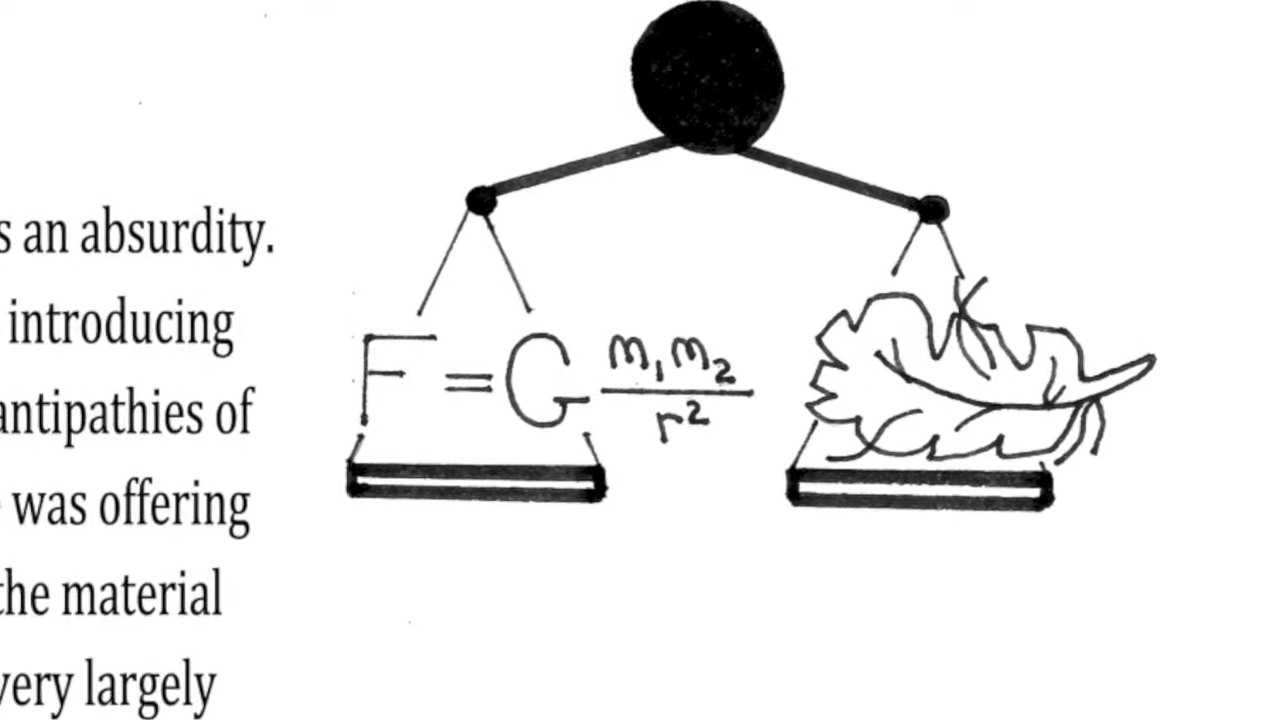 s an absurdity.
introducing
antipathies of
was offering
the material
very largely
F = G m₁m₂/r²